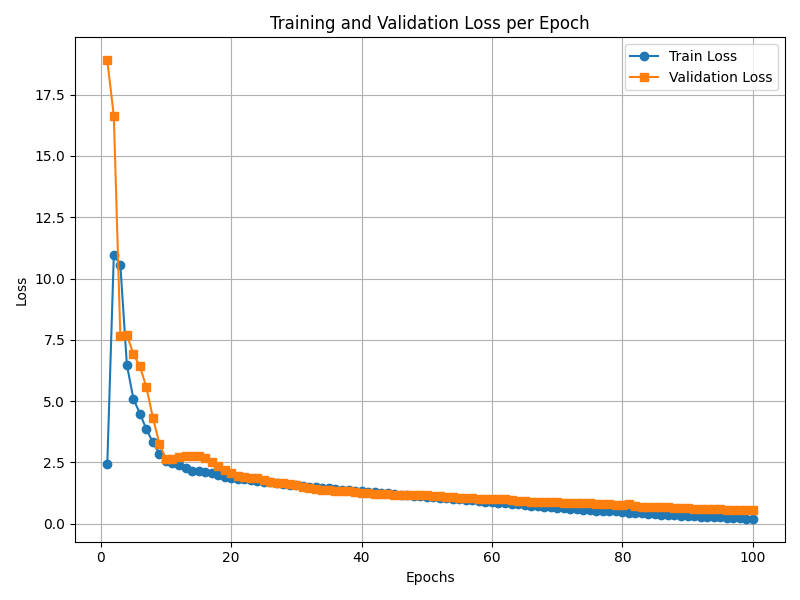 Training and Validation Loss per Epoch
Train Loss
Validation Loss
17.5
15.0
12.5
10.0
7.5
5.0
2.5
0.0
Loss
0 20 40 60 80 100
Epochs